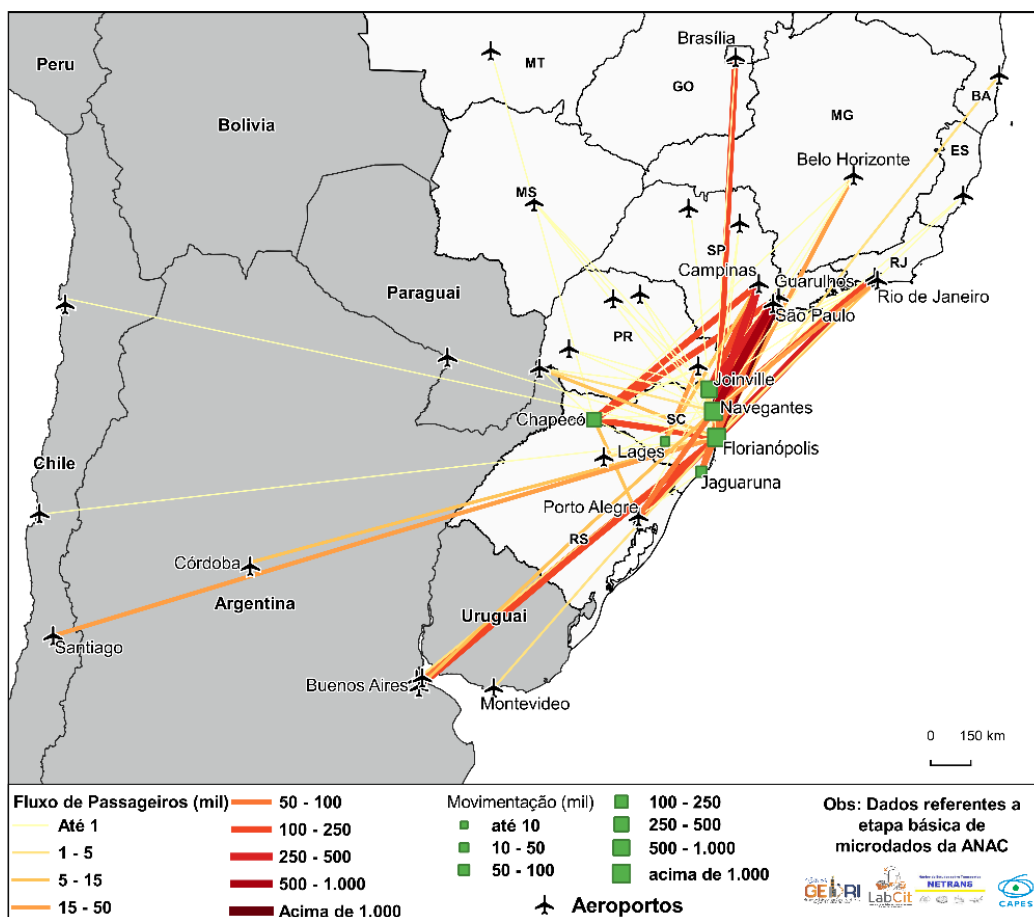 Brasília
Peru
MT
GO
BA
MG
Bolivia
ES
Belo Horizonte
MS
SP
RJ
Campinas
Guarulhos
Rio de Janeiro
Paraguai
São Paulo
PR
Joinville
Navegantes
Chapecó
SC
Florianópolis
Lages
Chile
Jaguaruna
Porto Alegre
RS
Córdoba
Argentina
Uruguai
Santiago
Buenos Aires
Montevideo
0 150 km
Fluxo de Passageiros (mil)
Até 1
1 - 5
5 - 15
15 - 50
50 - 100
100 - 250
250 - 500
500 - 1.000
Acima de 1.000
Movimentação (mil)
até 10
10 - 50
50 - 100
100 - 250
250 - 500
500 - 1.000
acima de 1.000
Aeroportos
Obs: Dados referentes a
etapa básica de
microdados da ANAC
LabCit
NETRANS
CAPES